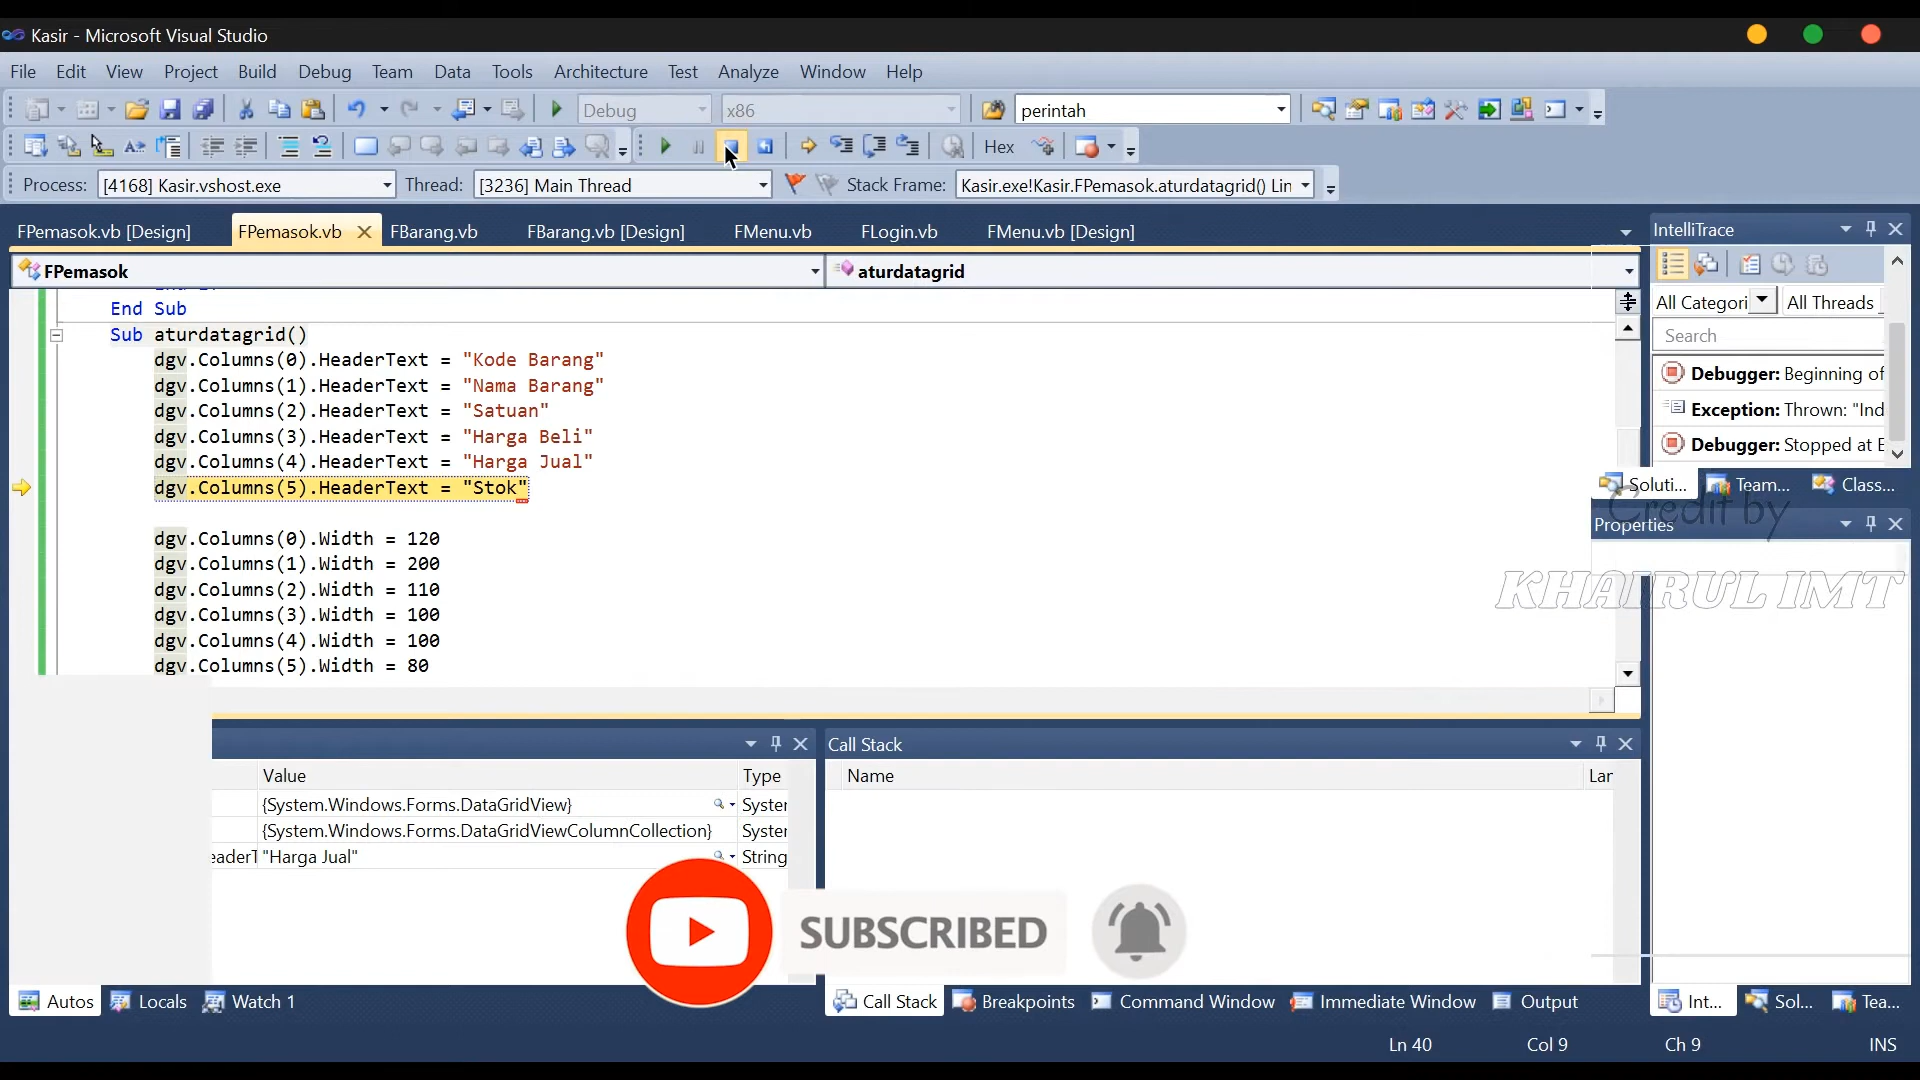 Kasir - Microsoft Visual Studio
File Edit View Project Build Debug Team Data Tools Architecture Test Analyze Window Help
Debug x86 perintah
Hex
Process: [4168] Kasir.vshost.exe Thread: [3236] Main Thread Stack Frame: Kasir.exe!Kasir.FPemasok.aturdatagrid() Lin
FPemasok.vb [Design] FPemasok.vb FBarang.vb FBarang.vb [Design] FMenu.vb FLogin.vb FMenu.vb [Design]
IntelliTrace
FPemasok aturdatagrid
All Categori All Threads
Search
Debugger: Beginning of
Exception: Thrown: "Ind
Debugger: Stopped at E
Soluti... Team... Class...
Credit by
Properties
KHAIRUL IMT
End Sub
Sub aturdatagrid()
dgv.Columns(0).HeaderText = "Kode Barang"
dgv.Columns(1).HeaderText = "Nama Barang"
dgv.Columns(2).HeaderText = "Satuan"
dgv.Columns(3).HeaderText = "Harga Beli"
dgv.Columns(4).HeaderText = "Harga Jual"
dgv.Columns(5).HeaderText = "Stok"
dgv.Columns(0).Width = 120
dgv.Columns(1).Width = 200
dgv.Columns(2).Width = 110
dgv.Columns(3).Width = 100
dgv.Columns(4).Width = 100
dgv.Columns(5).Width = 80
Value Type
{System.Windows.Forms.DataGridView} Syster
{System.Windows.Forms.DataGridViewColumnCollection} Syster
"Harga Jual" String
Call Stack
Name Lar
SUBSCRIBED
Autos Locals Watch 1
Call Stack Breakpoints Command Window Immediate Window Output
Int... Sol... Tea...
Ln 40 Col 9 Ch 9 INS